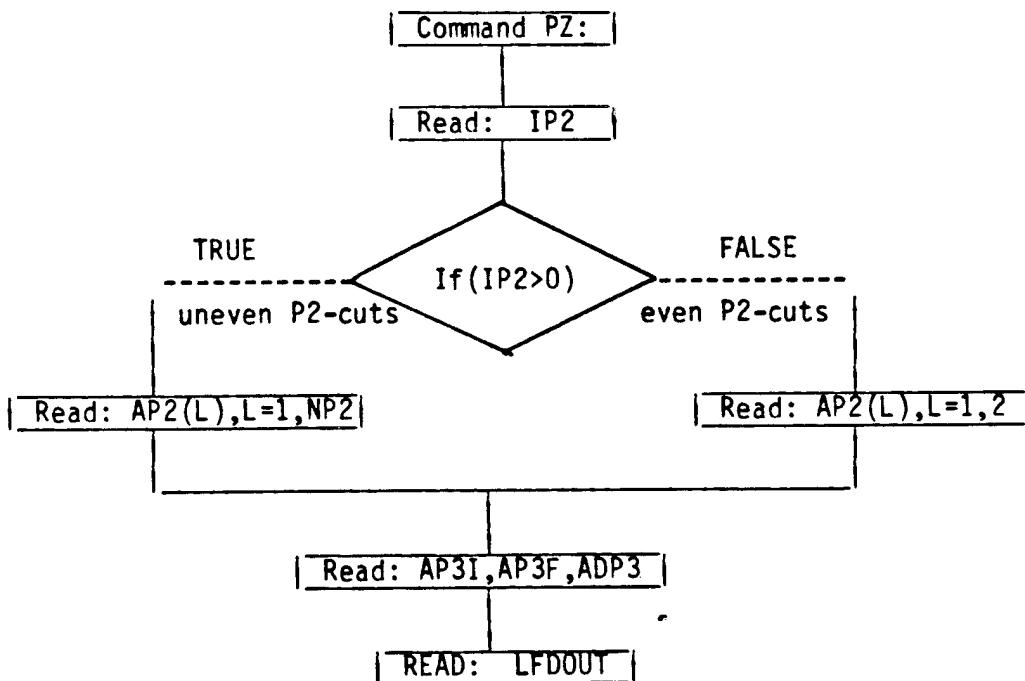 Command PZ:
Read: IP2
TRUE
FALSE
If(IP2>0)
uneven P2-cuts
even P2-cuts
Read: AP2(L),L=1,NP2
Read: AP2(L),L=1,2
Read: AP3I,AP3F,ADP3
READ: LFDOUT